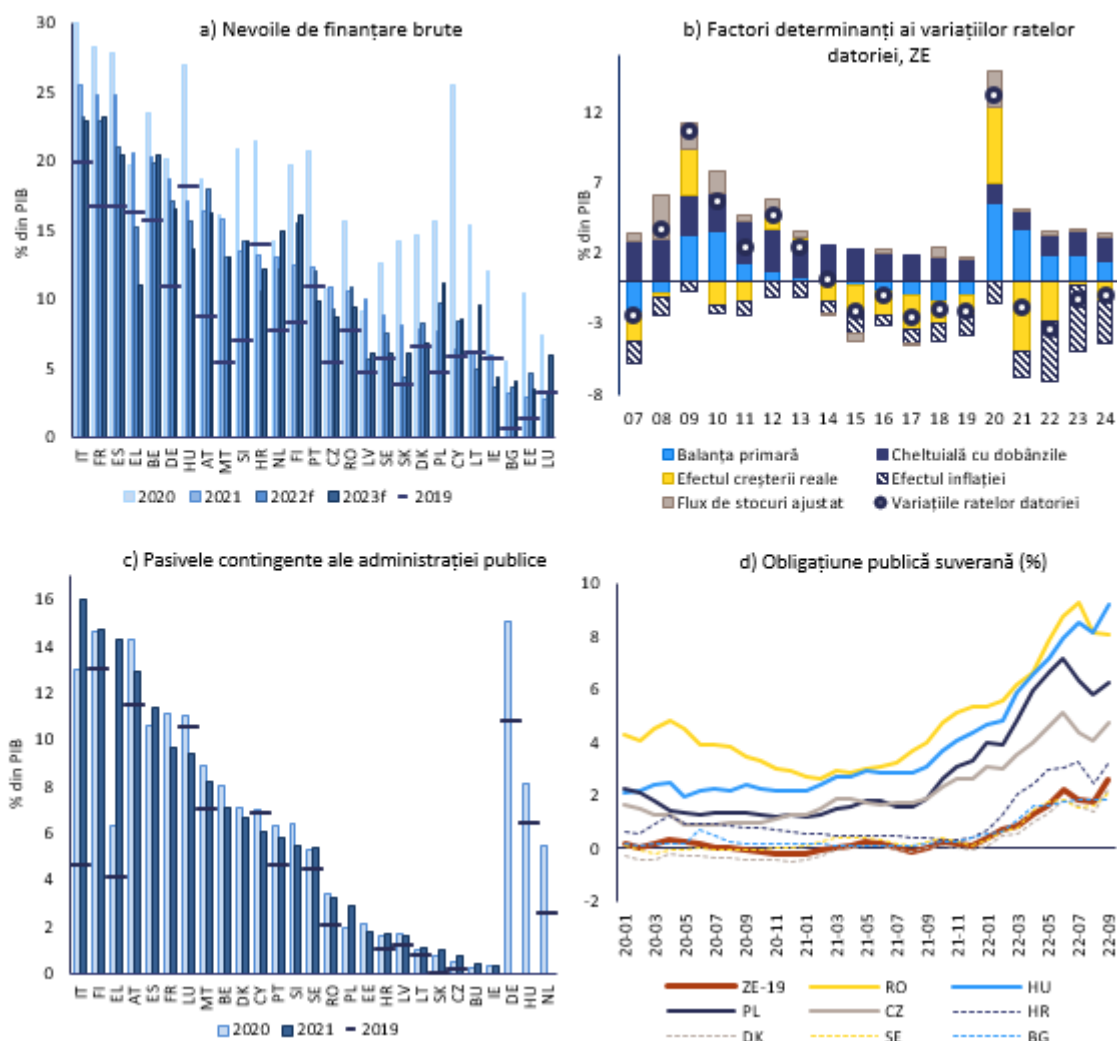 a) Nevoile de finanțare brute
30
25
20
15
10
5
0
% din PIB
IT FR ES EL BE DE HU AT MT SI HR NL FI PT CZ RO LV SE SK DK PL CY LT IE BG EE LU
2020 2021 2022f 2023f 2019
b) Factori determinanți ai variațiilor ratelor
datoriei, ZE
12
7
2
-3
-8
% din PIB
07 08 09 10 11 12 13 14 15 16 17 18 19 20 21 22 23 24
Balanța primară Cheltuială cu dobânzile
Efectul creșterii reale Efectul inflației
Flux de stocuri ajustat Variațiile ratelor datoriei
c) Pasivele contingente ale administrației publice
16
14
12
10
8
6
4
2
0
% din PIB
IT FI EL AT ES FR LU MT BE DK CY PT SI SE RO PL EE HR LV LT SK CZ BU IE DE HU NL
2020 2021 2019
d) Obligațiune publică suverană (%)
10
8
6
4
2
0
-2
20-01 20-03 20-05 20-07 20-09 20-11 21-01 21-03 21-05 21-07 21-09 21-11 22-01 22-03 22-05 22-07 22-09
ZE-19 RO HU
PL CZ HR
DK SE BG